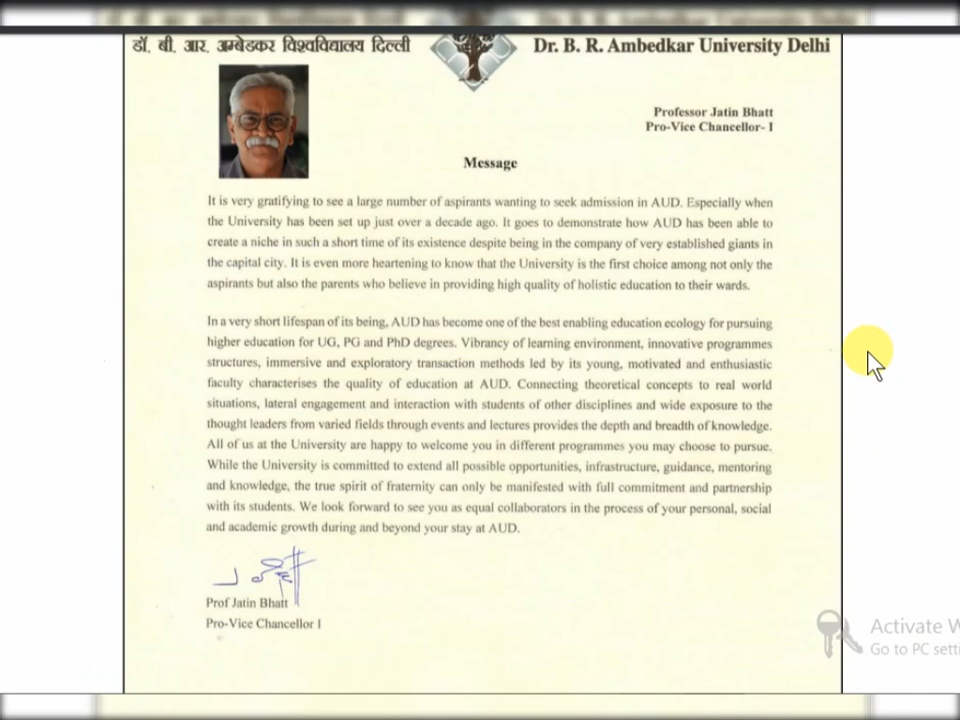 डॉ. बी. आर. अम्बेडकर विश्वविद्यालय दिल्ली
Dr. B. R. Ambedkar University Delhi
Professor Jatin Bhatt
Pro-Vice Chancellor- I
Message
It is very gratifying to see a large number of aspirants wanting to seek admission in AUD. Especially when
the University has been set up just over a decade ago. It goes to demonstrate how AUD has been able to
create a niche in such a short time of its existence despite being in the company of very established giants in
the capital city. It is even more heartening to know that the University is the first choice among not only the
aspirants but also the parents who believe in providing high quality of holistic education to their wards.
In a very short lifespan of its being, AUD has become one of the best enabling education ecology for pursuing
higher education for UG, PG and PhD degrees. Vibrancy of learning environment, innovative programmes
structures, immersive and exploratory transaction methods led by its young, motivated and enthusiastic
faculty characterises the quality of education at AUD. Connecting theoretical concepts to real world
situations, lateral engagement and interaction with students of other disciplines and wide exposure to the
thought leaders from varied fields through events and lectures provides the depth and breadth of knowledge.
All of us at the University are happy to welcome you in different programmes you may choose to pursue.
While the University is committed to extend all possible opportunities, infrastructure, guidance, mentoring
and knowledge, the true spirit of fraternity can only be manifested with full commitment and partnership
with its students. We look forward to see you as equal collaborators in the process of your personal, social
and academic growth during and beyond your stay at AUD.
Prof Jatin Bhatt
Pro-Vice Chancellor I
Activate W
Go to PC setti